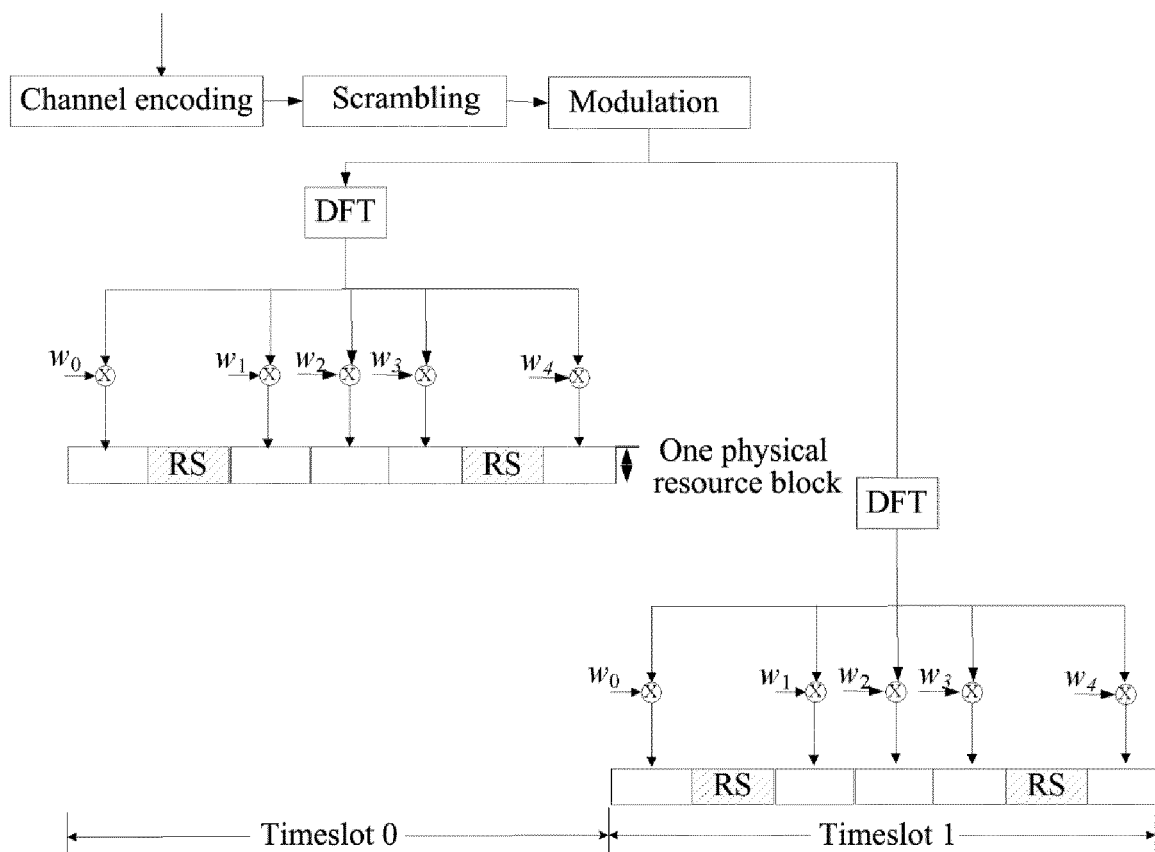 Channel encoding
Scrambling
Modulation
DFT
w0
w1
w2
w3
w4
X X X X X
RS
RS
One physical
resource block
DFT
w0
w1
w2
w3
w4
X X X X X
RS
RS
Timeslot 0
Timeslot 1